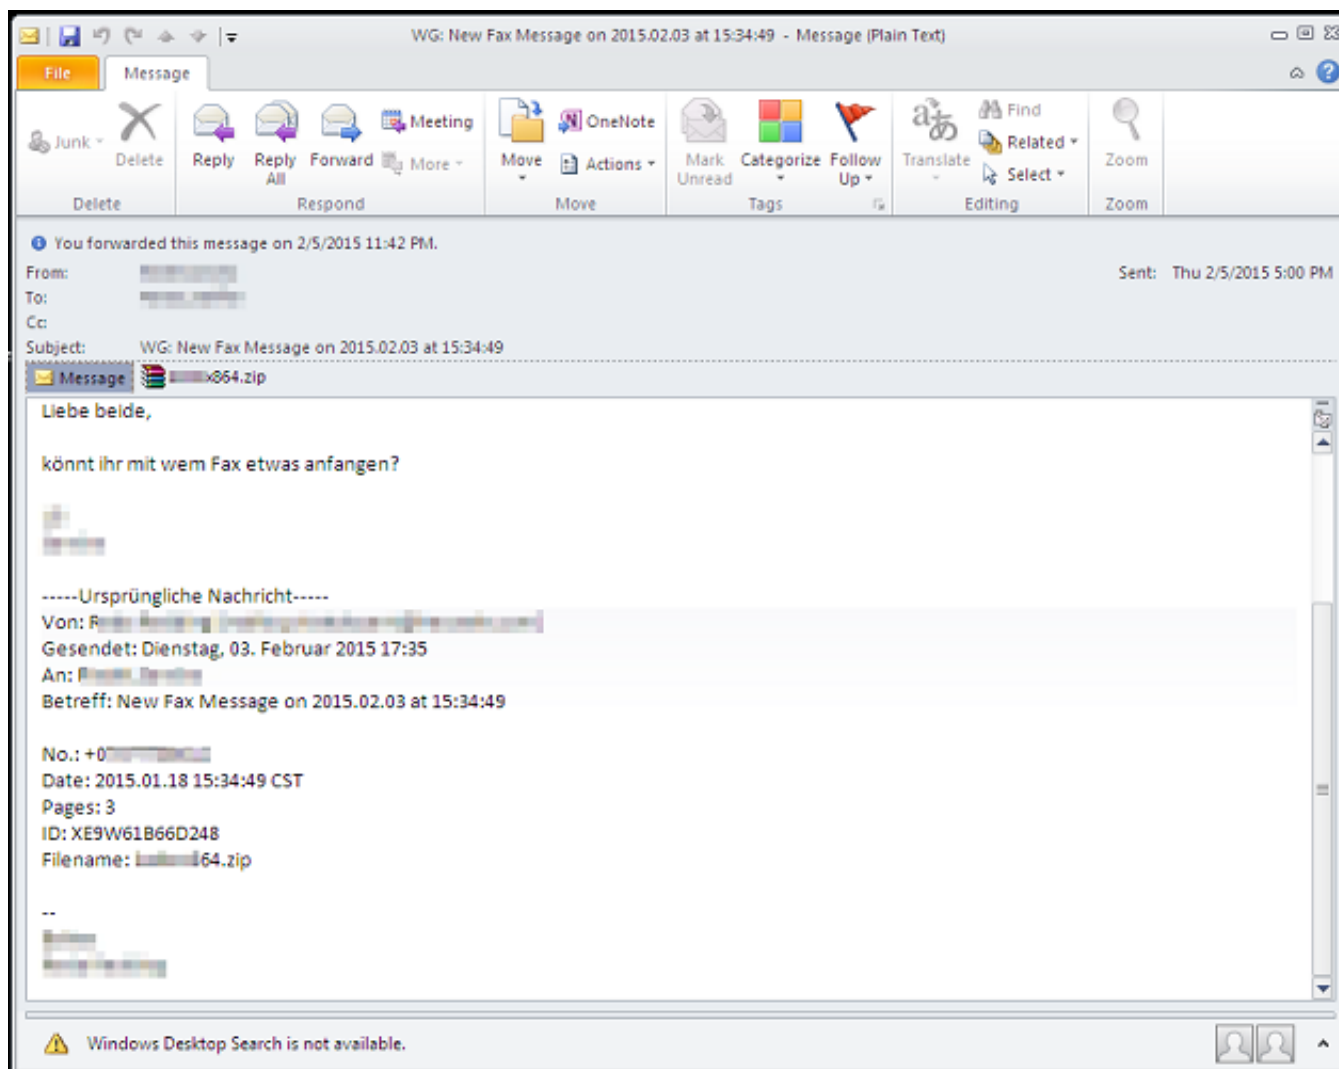 WG: New Fax Message on 2015.02.03 at 15:34:49 - Message (Plain Text)
File Message
Junk Delete Reply Reply All Forward Meeting More Move OneNote Actions Mark Unread Categorize Follow Up Translate Find Related Select Zoom
Delete Respond Move Tags Editing Zoom
You forwarded this message on 2/5/2015 11:42 PM.
From: Sent: Thu 2/5/2015 5:00 PM
To:
Cc:
Subject: WG: New Fax Message on 2015.02.03 at 15:34:49
Message x864.zip
Liebe beide,
könnt ihr mit wem Fax etwas anfangen?
-----Ursprüngliche Nachricht-----
Von: R
Gesendet: Dienstag, 03. Februar 2015 17:35
An:
Betreff: New Fax Message on 2015.02.03 at 15:34:49
No.: +0
Date: 2015.01.18 15:34:49 CST
Pages: 3
ID: XE9W61B66D248
Filename: 64.zip
--
Windows Desktop Search is not available.